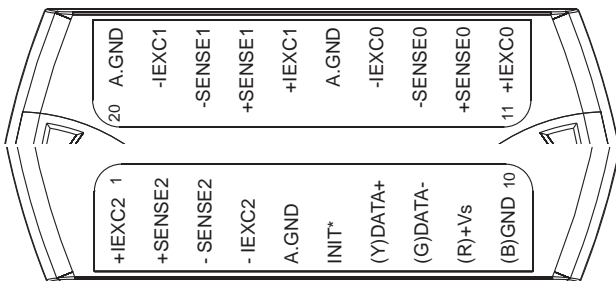 20 A.GND
-IEXC1
-SENSE1
+SENSE1
+IEXC1
A.GND
-IEXC0
-SENSE0
+SENSE0
11 +IEXC0
+IEXC2 1
+SENSE2
- SENSE2
- IEXC2
A.GND
INIT*
(Y)DATA+
(G)DATA-
(R)+Vs
(B)GND 10